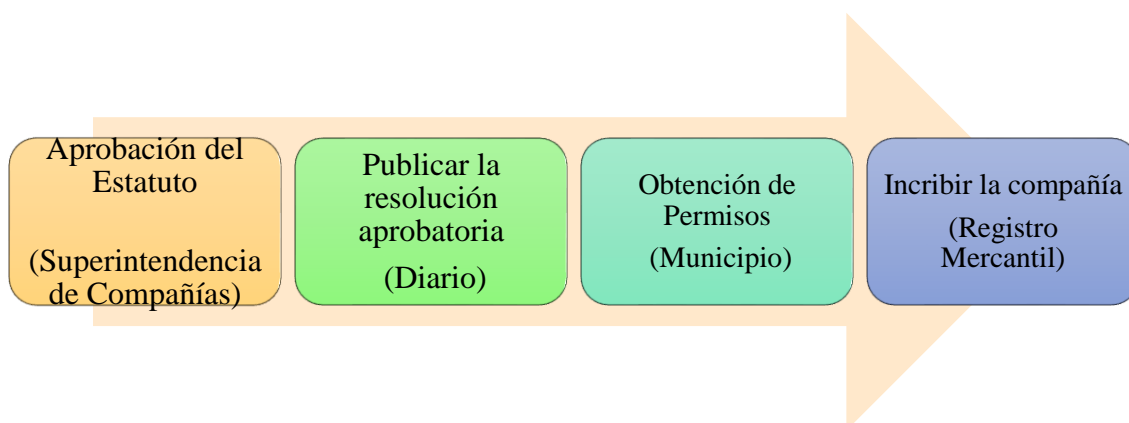 Aprobación del
Estatuto
(Superintendencia
de Compañías)
Publicar la
resolución
aprobatoria
(Diario)
Obtención de
Permisos
(Municipio)
Incribir la compañía
(Registro
Mercantil)